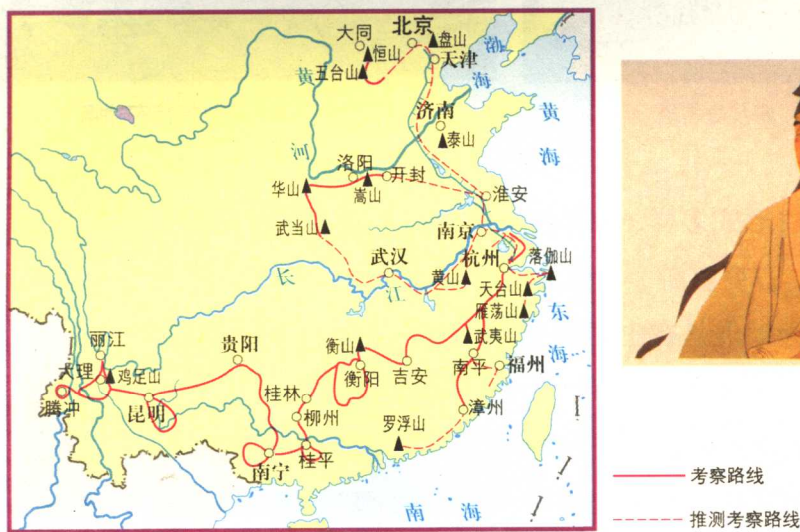 北京
大同
盘山
恒山
天津
五台山
渤
海
黄
河
济南
泰山
黄
海
洛阳
开封
华山
嵩山
淮安
武当山
南京
武汉
杭州
落伽山
黄山
长
江
天台山
雁荡山
东
海
武夷山
丽江
贵阳
衡山
大理
鸡足山
衡阳
吉安
南平
福州
腾冲
昆明
桂林
柳州
漳州
罗浮山
南宁
桂平
南
海
考察路线
推测考察路线